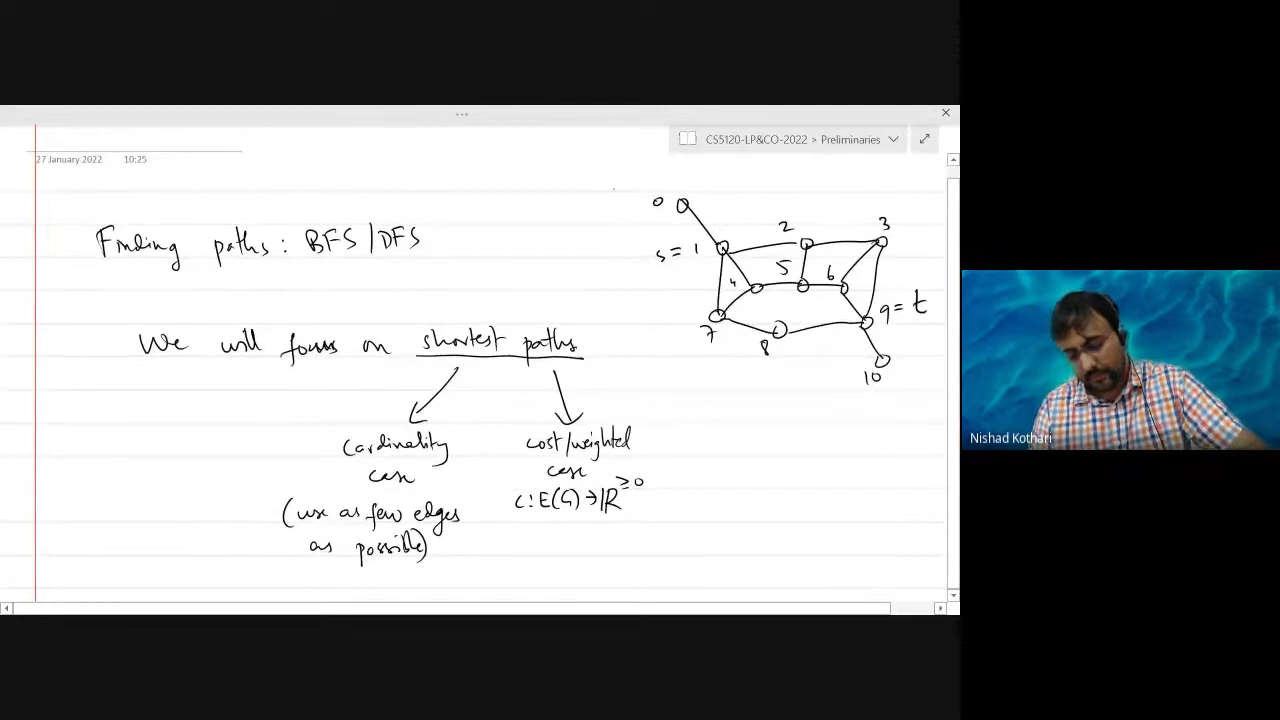 CS5120-LP&CO-2022 > Preliminaries
27 January 2022 10:25
Finding paths: BFS/DFS
We will focus on shortest paths
cardinality case
(use as few edges
as possible)
cost/weighted
case
c: E(G) → ℝ ≥0
0
s = 1
2
3
4
5
6
7
8
9 = t
10
Nishad Kothari